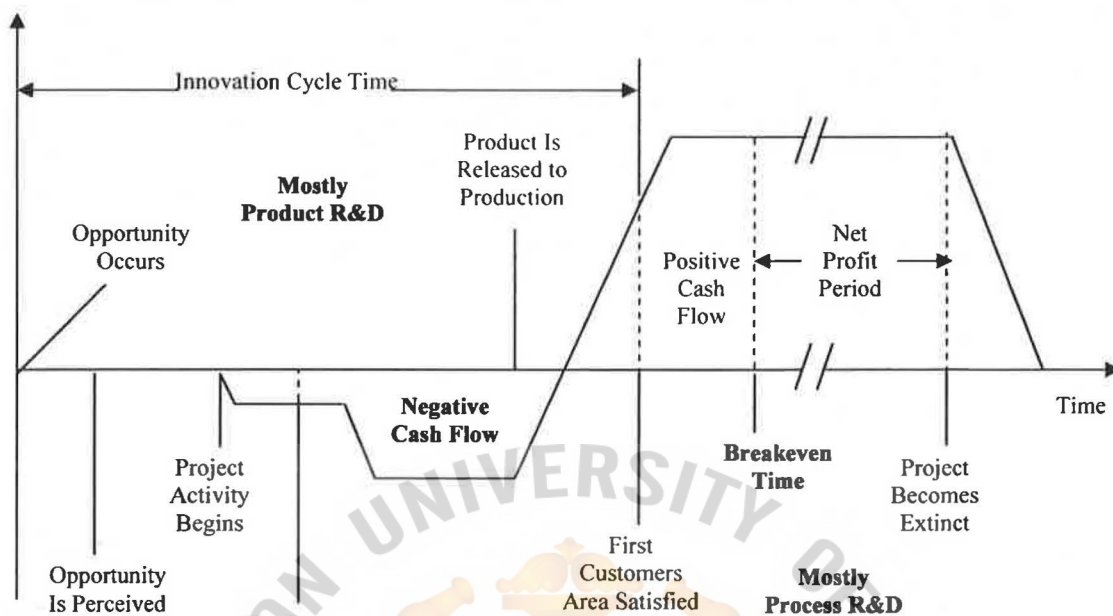 Innovation Cycle Time
Product Is
Released to
Production
Mostly
Product R&D
Opportunity
Occurs
Positive
Cash
Flow
Net
Profit
Period
Time
Negative
Cash Flow
Breakeven
Time
Project
Activity
Begins
Project
Becomes
Extinct
First
Customers
Area Satisfied
Opportunity
Is Perceived
Mostly
Process R&D
ON UNIVERSITY O